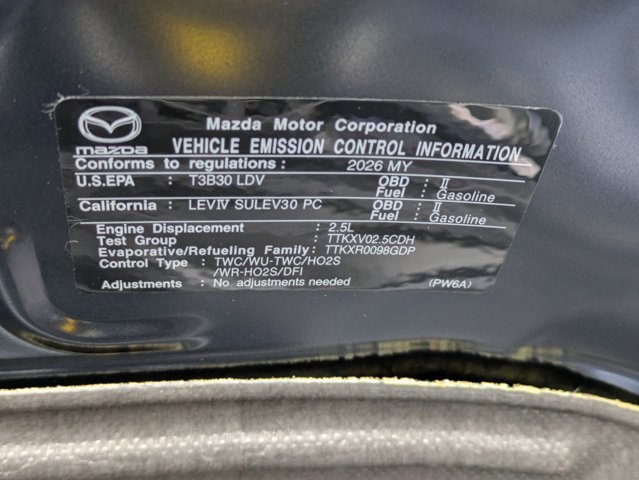 Mazda Motor Corporation
mazda VEHICLE EMISSION CONTROL INFORMATION
Conforms to regulations : 2026 MY
U.S.EPA : T3B30 LDV OBD : II
Fuel : Gasoline
California : LEVIV SULEV30 PC OBD : II
Fuel : Gasoline
Engine Displacement : 2.5L
Test Group : TTKXV02.5CDH
Evaporative/Refueling Family: TTKXR0098GDP
Control Type : TWC/WU-TWC/HO2S
/WR-HO2S/DFI
Adjustments : No adjustments needed (PW6A)